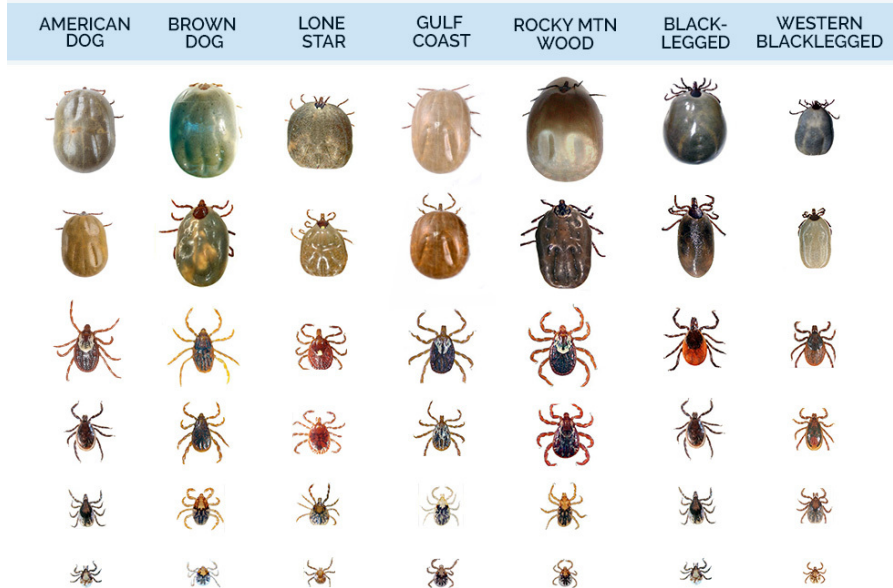 AMERICAN
DOG
BROWN
DOG
LONE
STAR
GULF
COAST
ROCKY MTN
WOOD
BLACK-
LEGGED
WESTERN
BLACKLEGGED